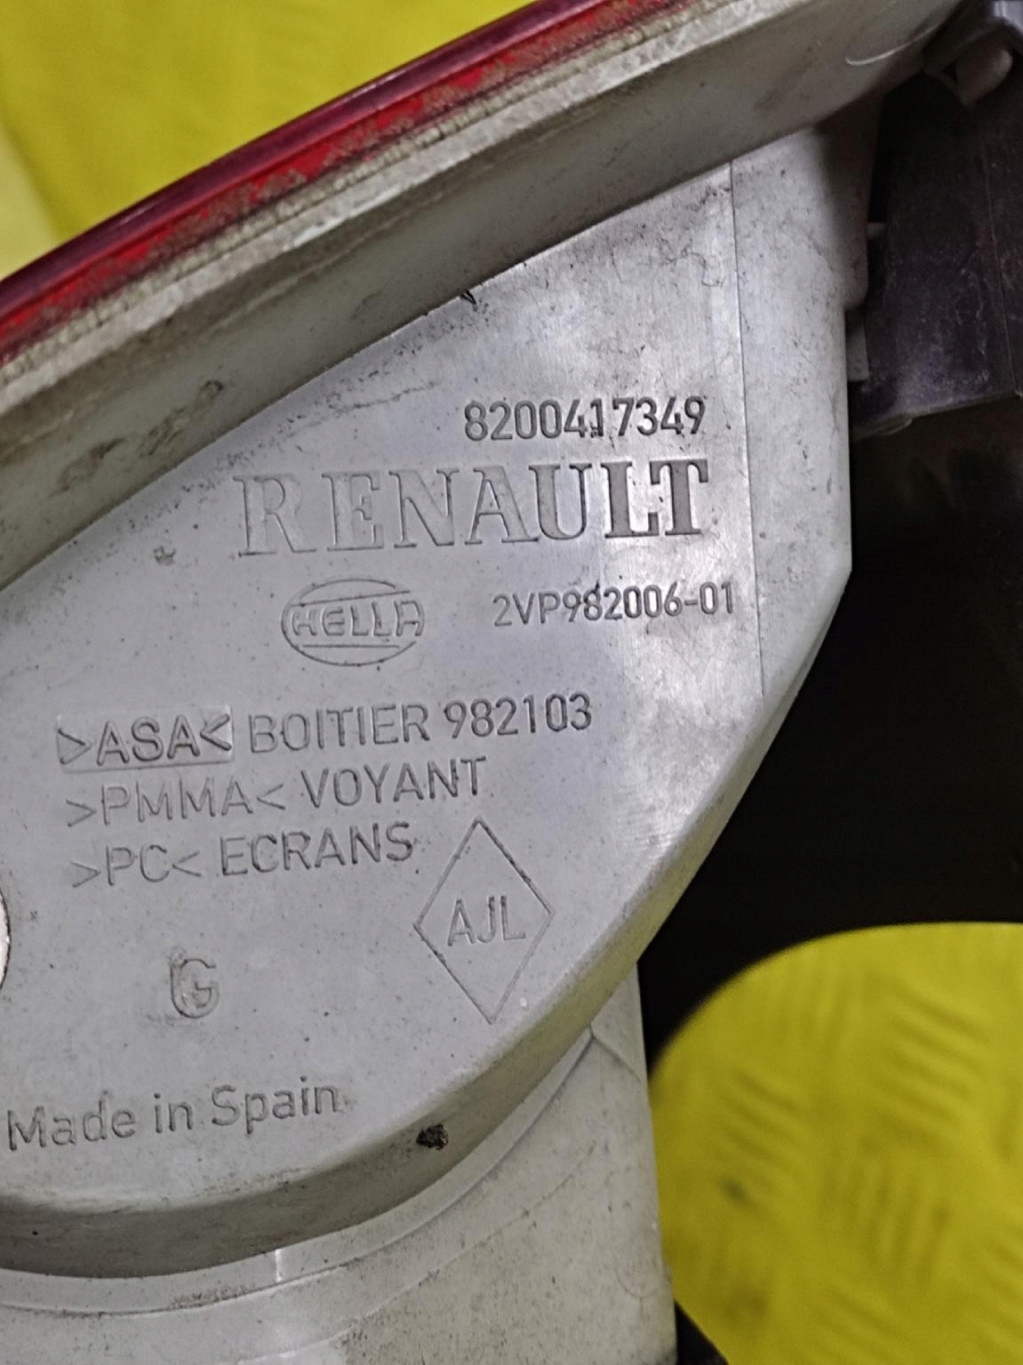 8200417349
RENAULT
HELLA 2VP982006-01
>ASA< BOITIER 982103
>PMMA< VOYANT
>PC< ECRANS
AJL
G
Made in Spain